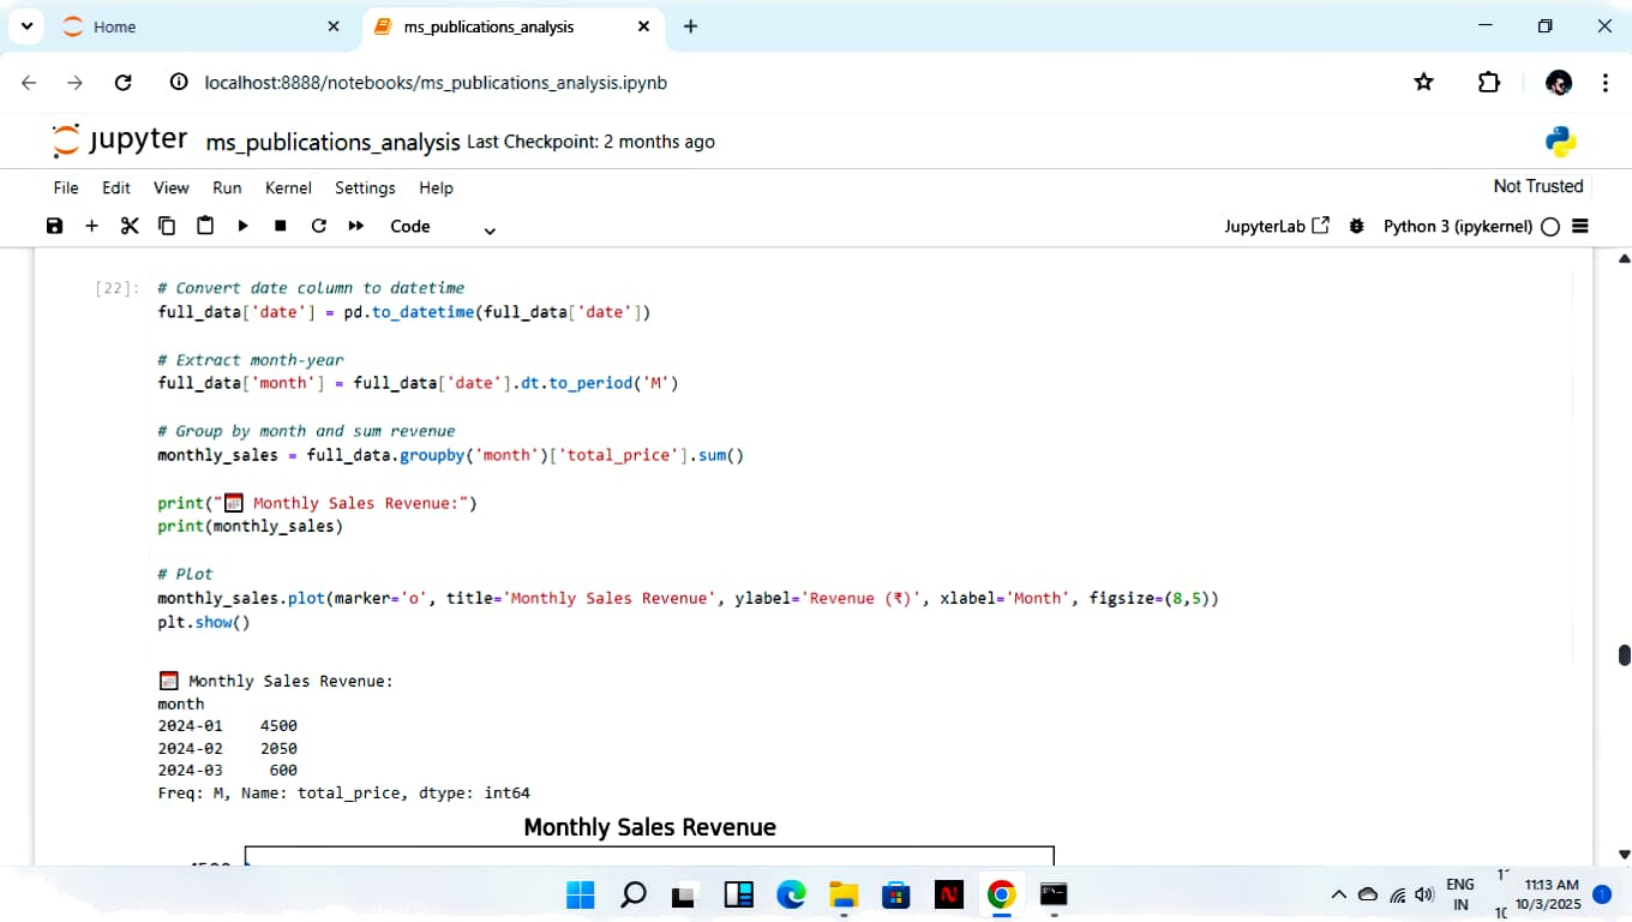 Home
ms_publications_analysis
localhost:8888/notebooks/ms_publications_analysis.ipynb
jupyter ms_publications_analysis Last Checkpoint: 2 months ago
File Edit View Run Kernel Settings Help
Not Trusted
Code
JupyterLab
Python 3 (ipykernel)
[22]:
# Convert date column to datetime
full_data['date'] = pd.to_datetime(full_data['date'])
# Extract month-year
full_data['month'] = full_data['date'].dt.to_period('M')
# Group by month and sum revenue
monthly_sales = full_data.groupby('month')['total_price'].sum()
print("📅 Monthly Sales Revenue:")
print(monthly_sales)
# Plot
monthly_sales.plot(marker='o', title='Monthly Sales Revenue', ylabel='Revenue (₹)', xlabel='Month', figsize=(8,5))
plt.show()
📅 Monthly Sales Revenue:
month
2024-01 4500
2024-02 2050
2024-03 600
Freq: M, Name: total_price, dtype: int64
Monthly Sales Revenue
ENG
IN
11:13 AM
10/3/2025
1